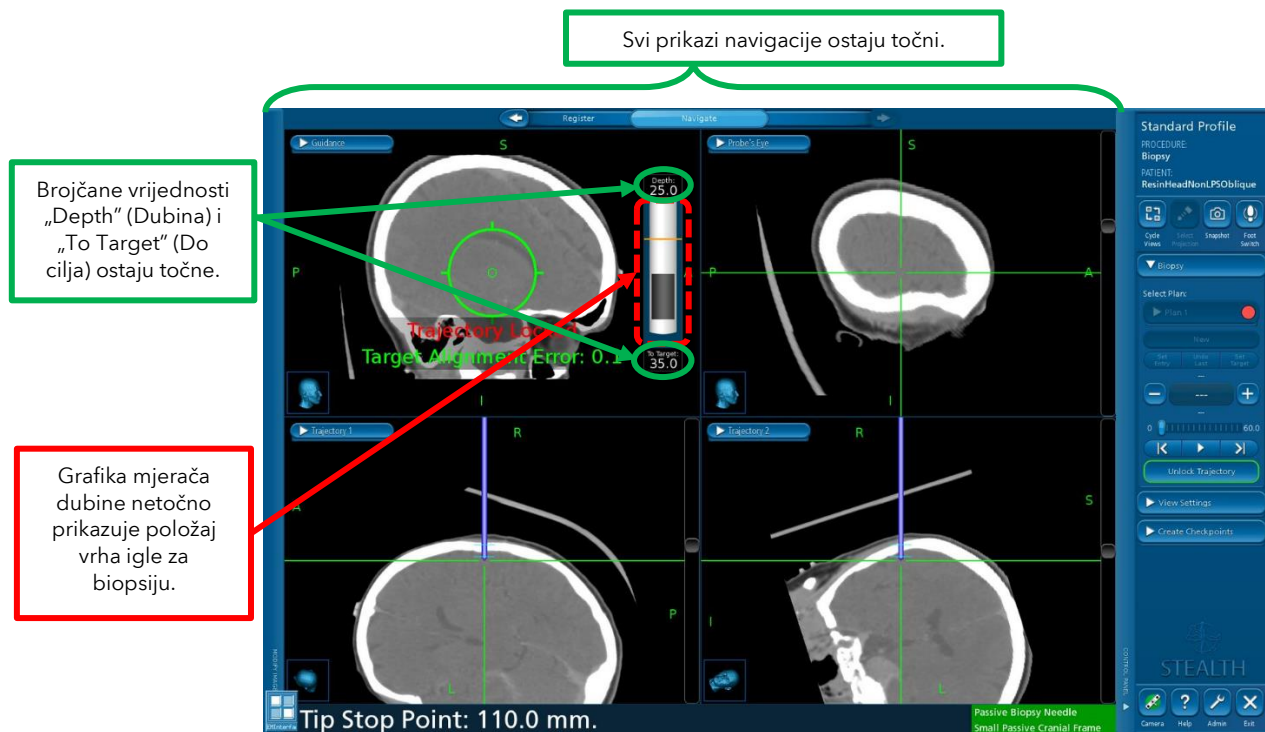 Svi prikazi navigacije ostaju točni.
Brojčane vrijednosti
„Depth” (Dubina) i
„To Target” (Do
cilja) ostaju točne.
Grafika mjerača
dubine netočno
prikazuje položaj
vrha igle za
biopsiju.
Register
Navigate
Guidance
S
P
A
I
Depth:
25.0
To Target:
35.0
Trajectory Locked
Target Alignment Error: 0.1
Probe's Eye
S
P
A
I
Trajectory 1
R
A
P
L
Trajectory 2
R
S
I
L
Tip Stop Point: 110.0 mm.
Passive Biopsy Needle
Small Passive Cranial Frame
CONTROL PANEL
Standard Profile
PROCEDURE:
Biopsy
PATIENT:
ResinHeadNonLPSOblique
Cycle
Views
Select
Projection
Snapshot
Foot
Switch
Biopsy
Select Plan:
Plan 1
New
Set
Entry
Undo
Last
Set
Target
--
---
--
0
60.0
Unlock Trajectory
View Settings
Create Checkpoints
STEALTH
Camera
Help
Admin
Exit